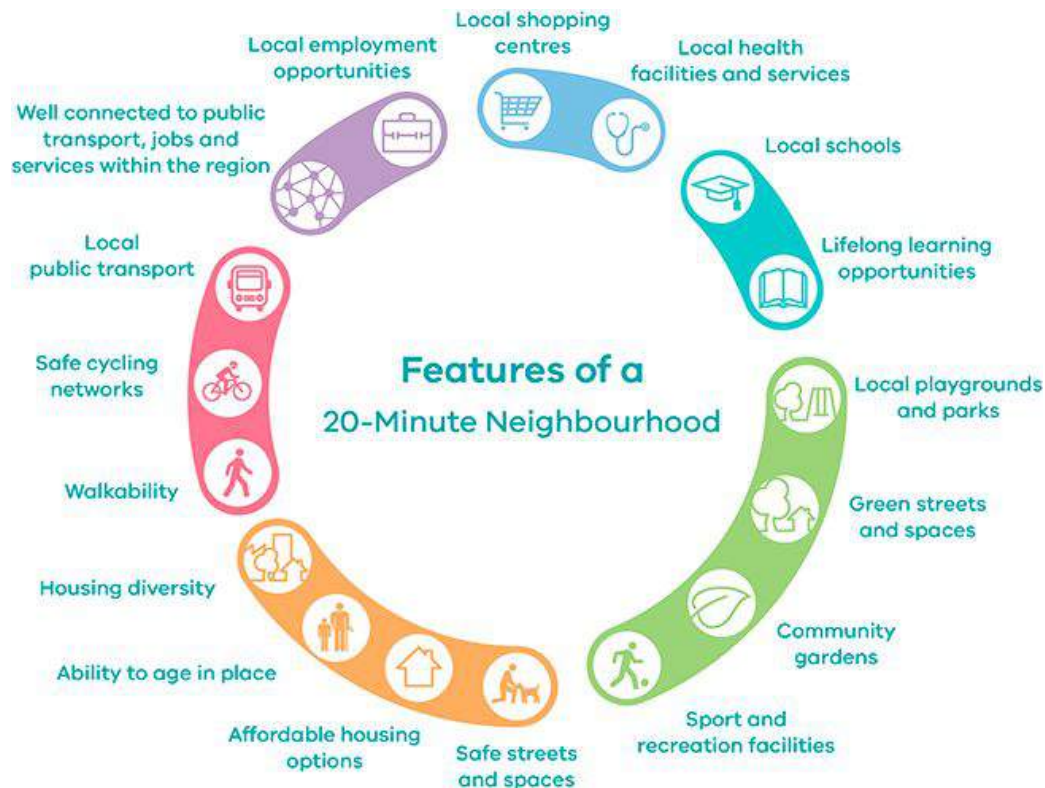 Local shopping
centres
Local health
facilities and services
Local schools
Lifelong learning
opportunities
Local playgrounds
and parks
Green streets
and spaces
Community
gardens
Sport and
recreation facilities
Safe streets
and spaces
Affordable housing
options
Ability to age in place
Housing diversity
Walkability
Safe cycling
networks
Local
public transport
Well connected to public
transport, jobs and
services within the region
Local employment
opportunities
Features of a
20-Minute Neighbourhood